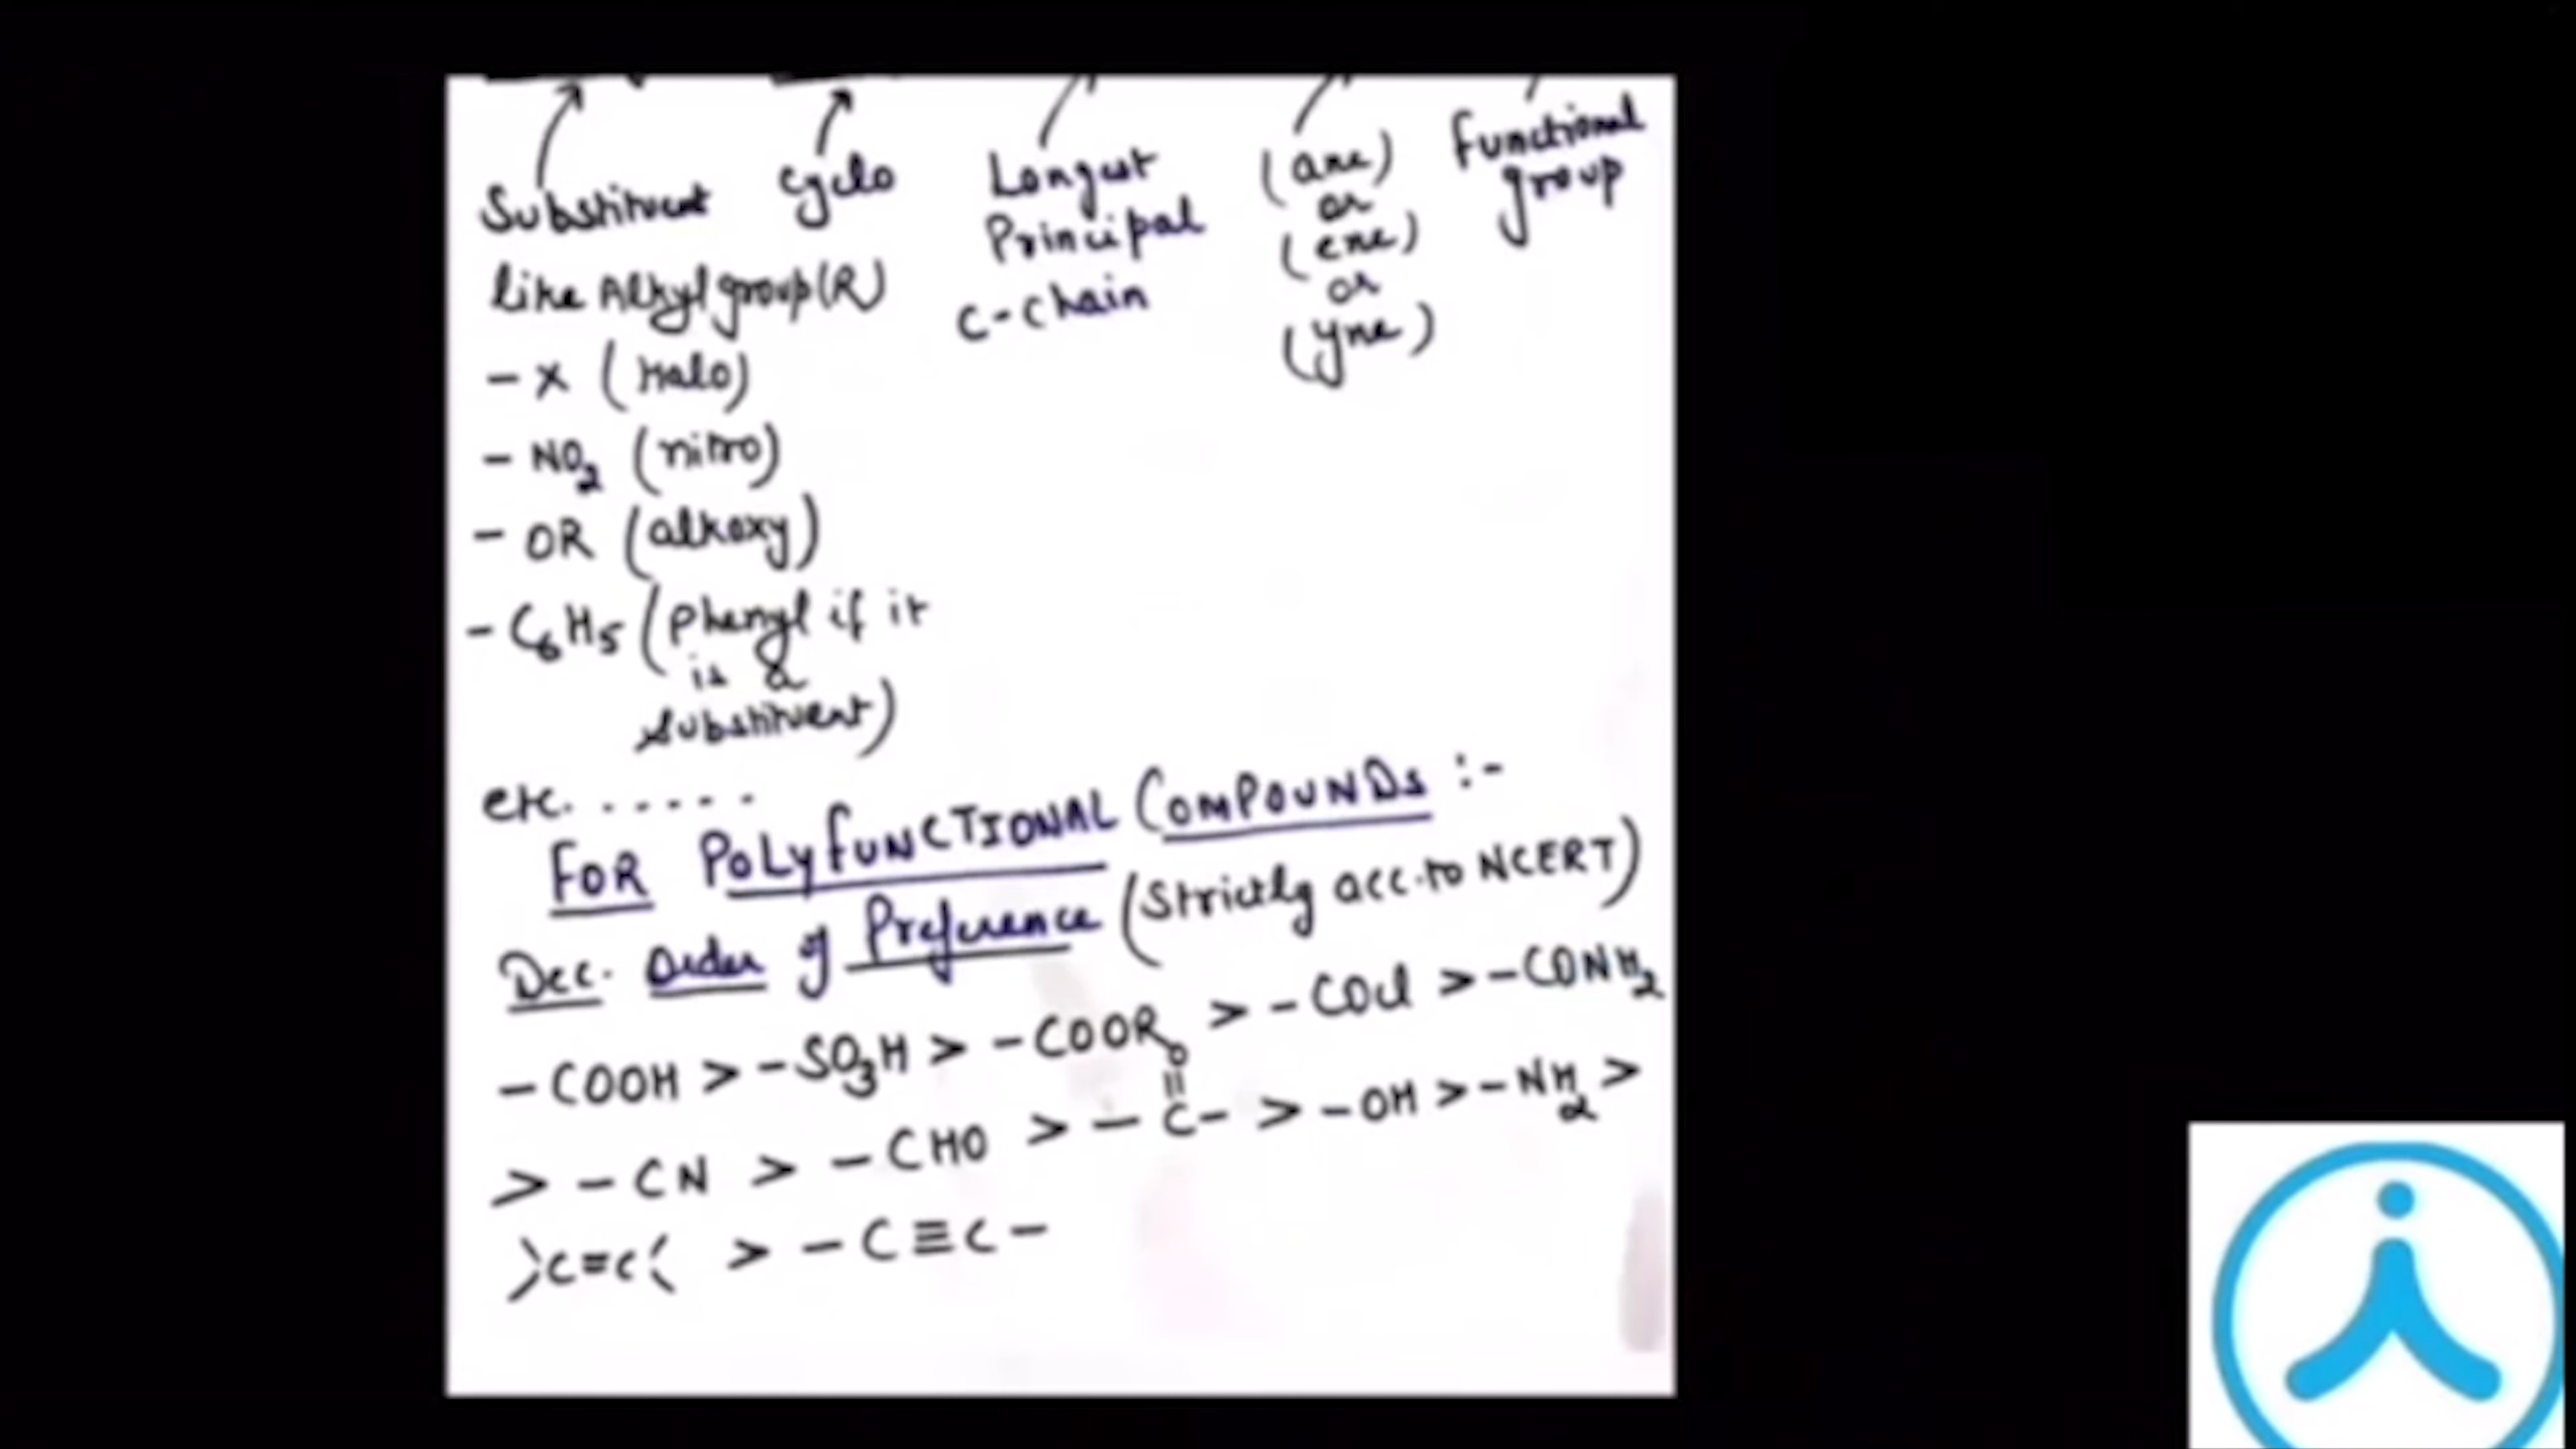 Substituent cyclo Longest (ane) Functional
Principal or group
like Alkyl group(R) C-chain (ene)
or
- X (Halo) (yne)
- NO₂ (nitro)
- OR (alkoxy)
- C₆H₅ (Phenyl if it
is a
substituent)
etc. ......
FOR POLYFUNCTIONAL COMPOUNDS :-
Dec. Order of Preference (Strictly acc. to NCERT)
- COOH > - SO₃H > - COOR > - COCl > - CONH₂
O
||
> - CN > - CHO > - C - > - OH > - NH₂ >
>C=C< > - C≡C -